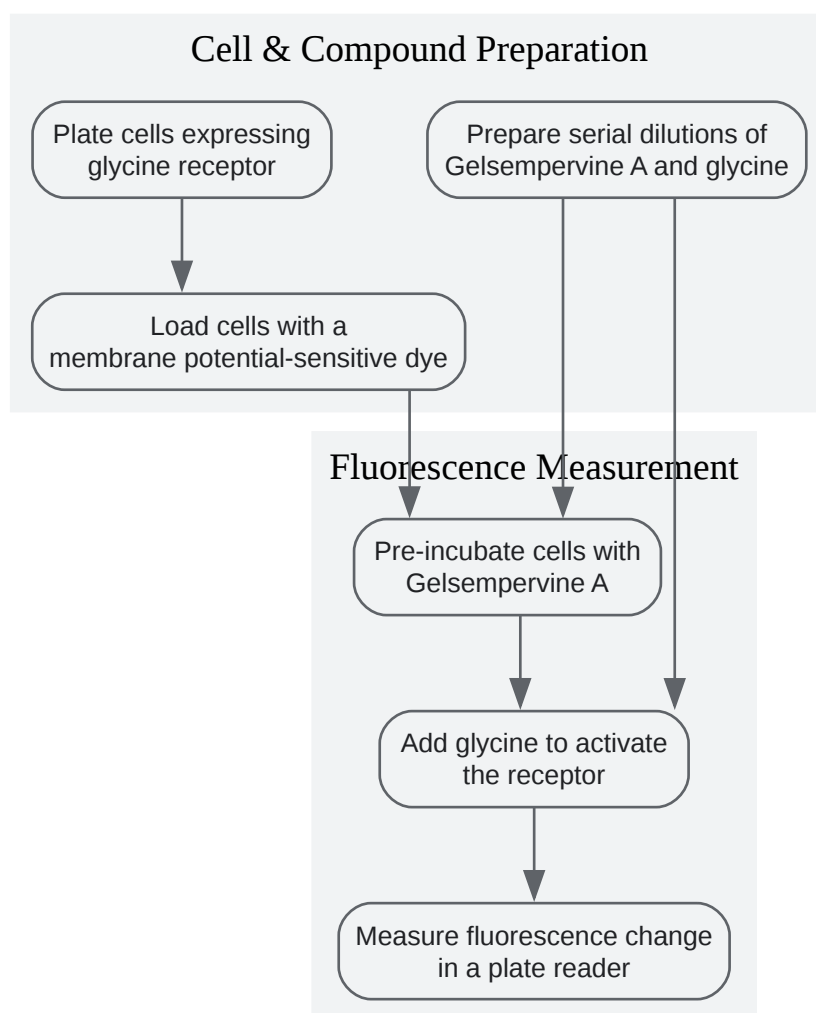 Cell & Compound Preparation
Plate cells expressing
glycine receptor
Prepare serial dilutions of
Gelsempervine A and glycine
Load cells with a
membrane potential-sensitive dye
Fluorescence Measurement
Pre-incubate cells with
Gelsempervine A
Add glycine to activate
the receptor
Measure fluorescence change
in a plate reader